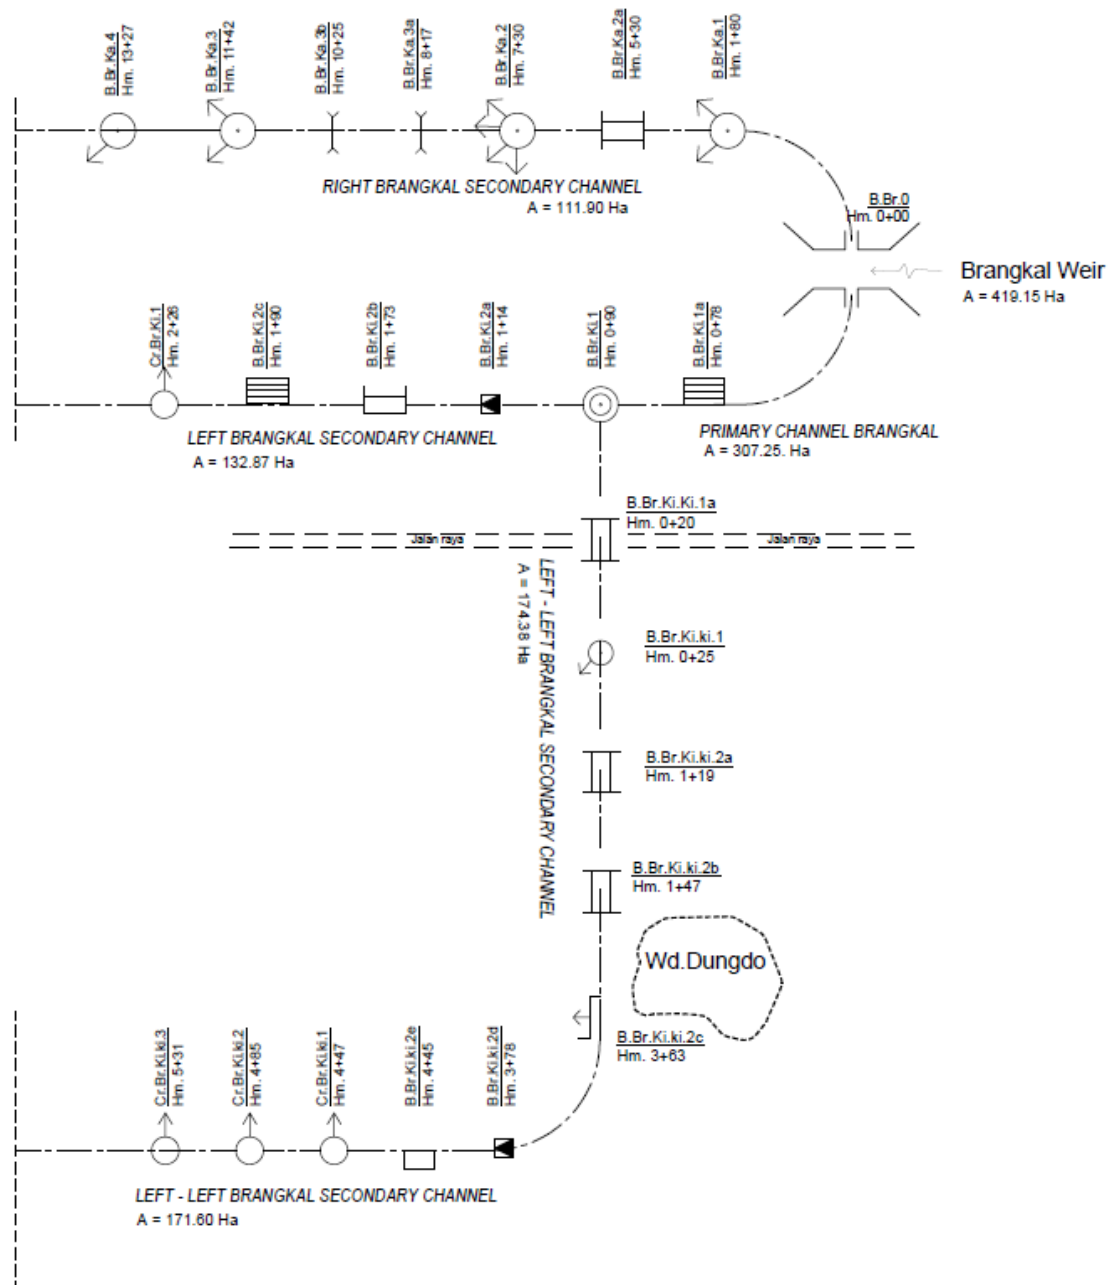 B.Br.Ka.4
Hm. 13+27
B.Br.Ka.3
Hm. 11+42
B.Br.Ka.3b
Hm. 10+25
B.Br.Ka.3a
Hm. 8+17
B.Br.Ka.2
Hm. 7+30
B.Br.Ka.2a
Hm. 5+30
B.Br.Ka.1
Hm. 1+80
RIGHT BRANGKAL SECONDARY CHANNEL
A = 111.90 Ha
B.Br.0
Hm. 0+00
Brangkal Weir
A = 419.15 Ha
Cr.Br.Ki.1
Hm. 2+26
B.Br.Ki.2c
Hm. 1+90
B.Br.Ki.2b
Hm. 1+73
B.Br.Ki.2a
Hm. 1+14
B.Br.Ki.1
Hm. 0+90
B.Br.Ki.1a
Hm. 0+78
LEFT BRANGKAL SECONDARY CHANNEL
A = 132.87 Ha
PRIMARY CHANNEL BRANGKAL
A = 307.25. Ha
B.Br.Ki.Ki.1a
Hm. 0+20
Jalan raya
Jalan raya
LEFT - LEFT BRANGKAL SECONDARY CHANNEL
A = 174.38 Ha
B.Br.Ki.ki.1
Hm. 0+25
B.Br.Ki.ki.2a
Hm. 1+19
B.Br.Ki.ki.2b
Hm. 1+47
Wd.Dungdo
B.Br.Ki.ki.2c
Hm. 3+63
Cr.Br.Ki.ki.3
Hm. 5+31
Cr.Br.Ki.ki.2
Hm. 4+85
Cr.Br.Ki.ki.1
Hm. 4+47
B.Br.Ki.ki.2e
Hm. 4+45
B.Br.Ki.ki.2d
Hm. 3+78
LEFT - LEFT BRANGKAL SECONDARY CHANNEL
A = 171.60 Ha